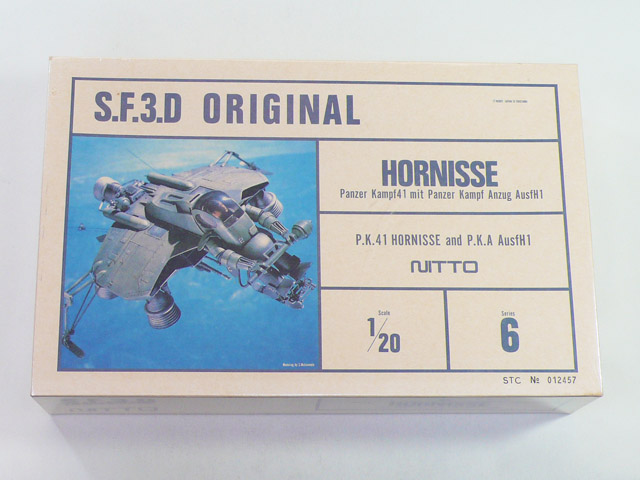 S.F.3.D ORIGINAL
HORNISSE
Panzer Kampf41 mit Panzer Kampf Anzug AusfH1
P.K.41 HORNISSE and P.K.A AusfH1
NITTO
Scale
1/20
Series
6
STC № 012457